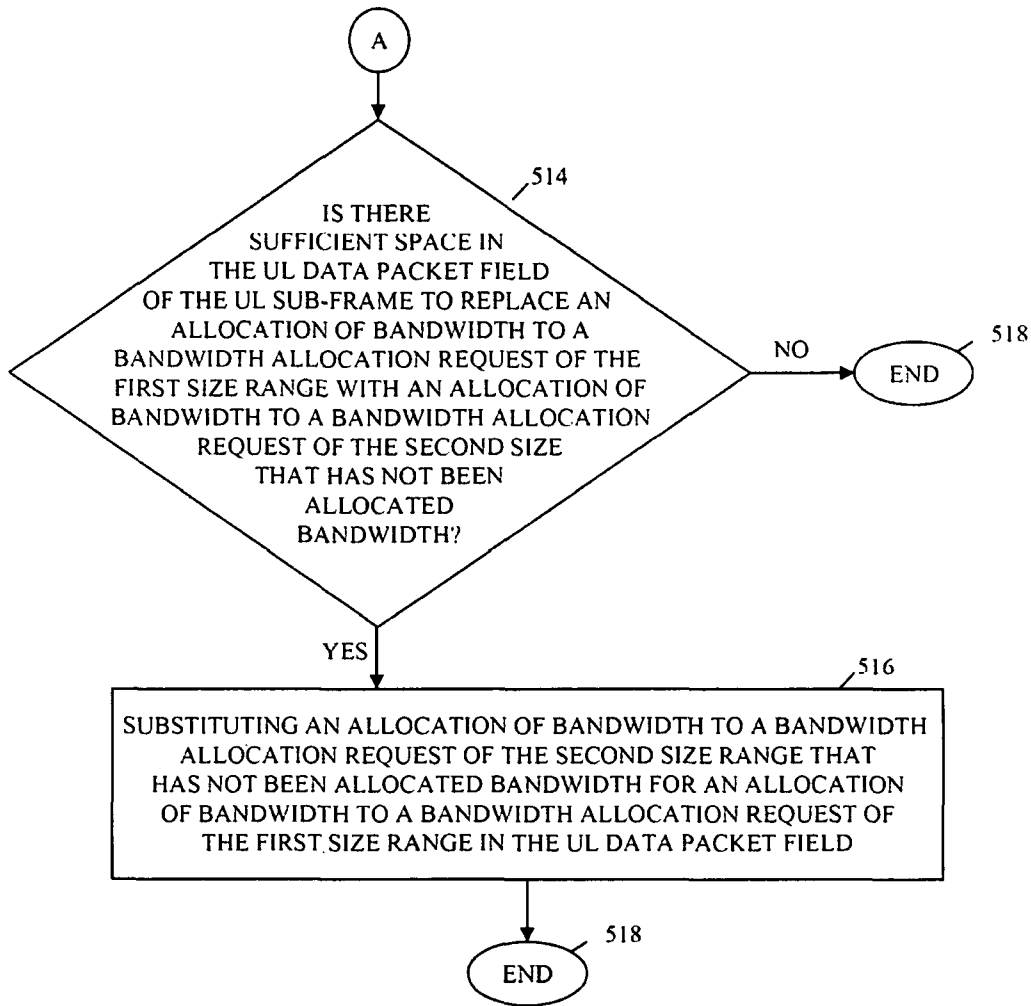 A
514
IS THERE
SUFFICIENT SPACE IN
THE UL DATA PACKET FIELD
OF THE UL SUB-FRAME TO REPLACE AN
ALLOCATION OF BANDWIDTH TO A
BANDWIDTH ALLOCATION REQUEST OF THE
FIRST SIZE RANGE WITH AN ALLOCATION OF
BANDWIDTH TO A BANDWIDTH ALLOCATION
REQUEST OF THE SECOND SIZE
THAT HAS NOT BEEN
ALLOCATED
BANDWIDTH?
NO
518
END
YES
516
SUBSTITUTING AN ALLOCATION OF BANDWIDTH TO A BANDWIDTH
ALLOCATION REQUEST OF THE SECOND SIZE RANGE THAT
HAS NOT BEEN ALLOCATED BANDWIDTH FOR AN ALLOCATION
OF BANDWIDTH TO A BANDWIDTH ALLOCATION REQUEST OF
THE FIRST SIZE RANGE IN THE UL DATA PACKET FIELD
518
END